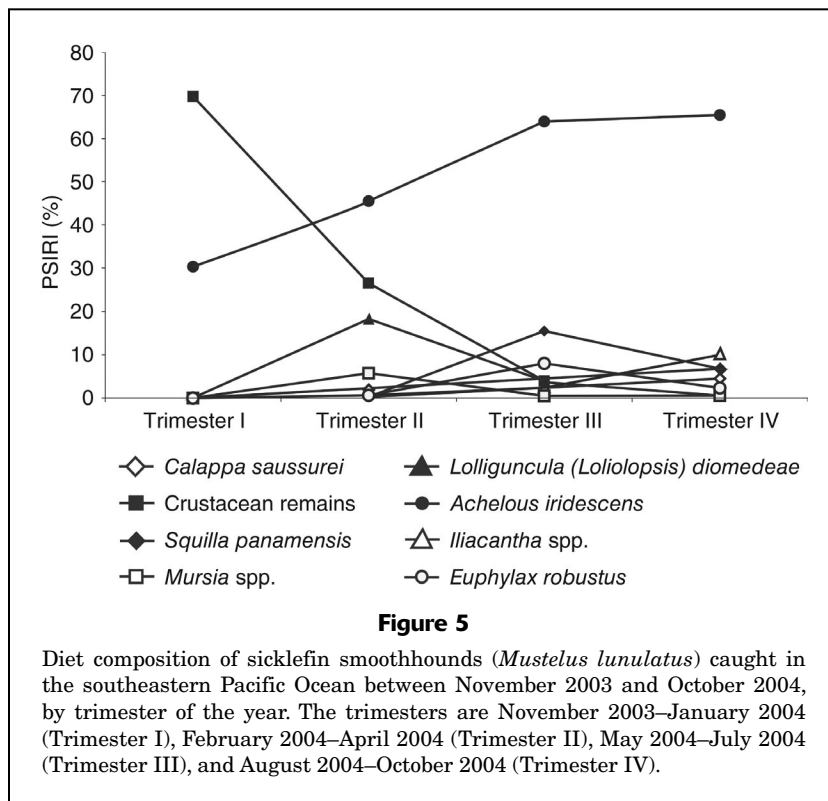 80
70
60
50
40
30
20
10
0
PSIRI (%)
Trimester I Trimester II Trimester III Trimester IV
Calappa saussurei Lolliguncula (Loliolopsis) diomedeae
Crustacean remains Achelous iridescens
Squilla panamensis Iliacantha spp.
Mursia spp. Euphylax robustus
Figure 5
Diet composition of sicklefin smoothhounds (Mustelus lunulatus) caught in
the southeastern Pacific Ocean between November 2003 and October 2004,
by trimester of the year. The trimesters are November 2003–January 2004
(Trimester I), February 2004–April 2004 (Trimester II), May 2004–July 2004
(Trimester III), and August 2004–October 2004 (Trimester IV).